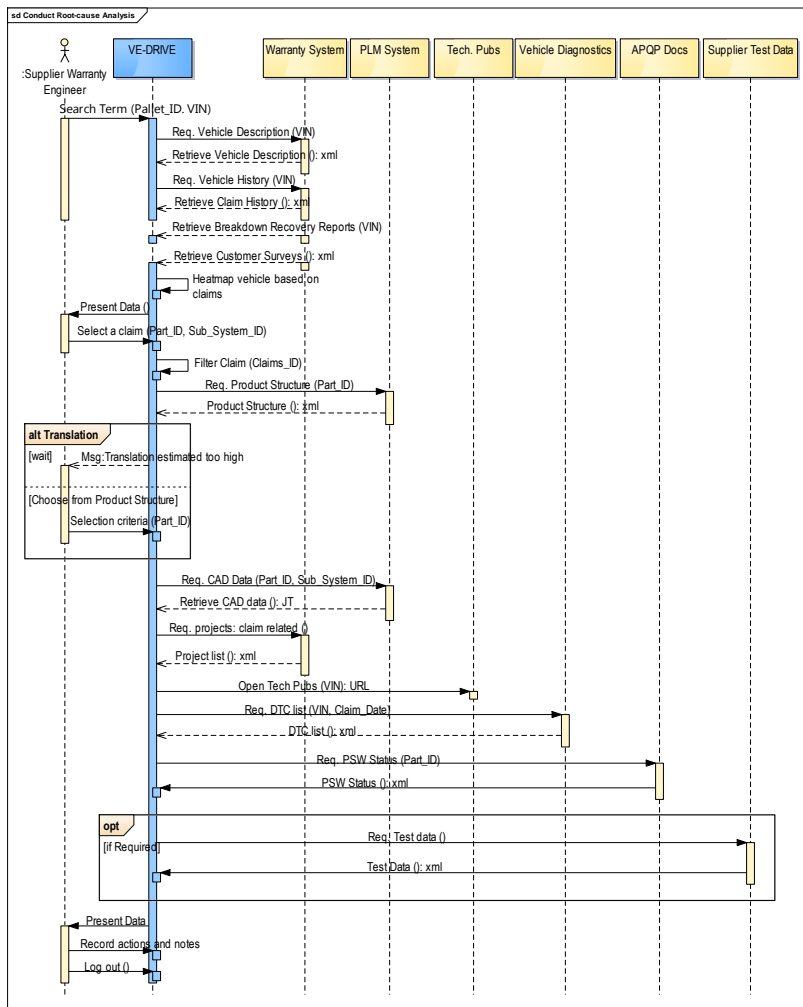 sd Conduct Root-cause Analysis
VE-DRIVE
Warranty System
PLM System
Tech. Pubs
Vehicle Diagnostics
APQP Docs
Supplier Test Data
:Supplier Warranty
Engineer
Search Term (Pallet_ID. VIN)
Req. Vehicle Description (VIN)
Retrieve Vehicle Description (): xml
Req. Vehicle History (VIN)
Retrieve Claim History (): xml
Retrieve Breakdown Recovery Reports (VIN)
Retrieve Customer Surveys (): xml
Heatmap vehicle based on
claims
Present Data ()
Select a claim (Part_ID, Sub_System_ID)
Filter Claim (Claims_ID)
Req. Product Structure (Part_ID)
Product Structure (): xml
alt Translation
[wait]
Msg:Translation estimated too high
[Choose from Product Structure]
Selection criteria (Part_ID)
Req. CAD Data (Part_ID, Sub_System_ID)
Retrieve CAD data (): JT
Req. projects: claim related ()
Project list (): xml
Open Tech Pubs (VIN): URL
Req. DTC list (VIN, Claim_Date)
DTC list (): xml
Req. PSW Status (Part_ID)
PSW Status (): xml
opt
[if Required]
Req. Test data ()
Test Data (): xml
Present Data
Record actions and notes
Log out ()